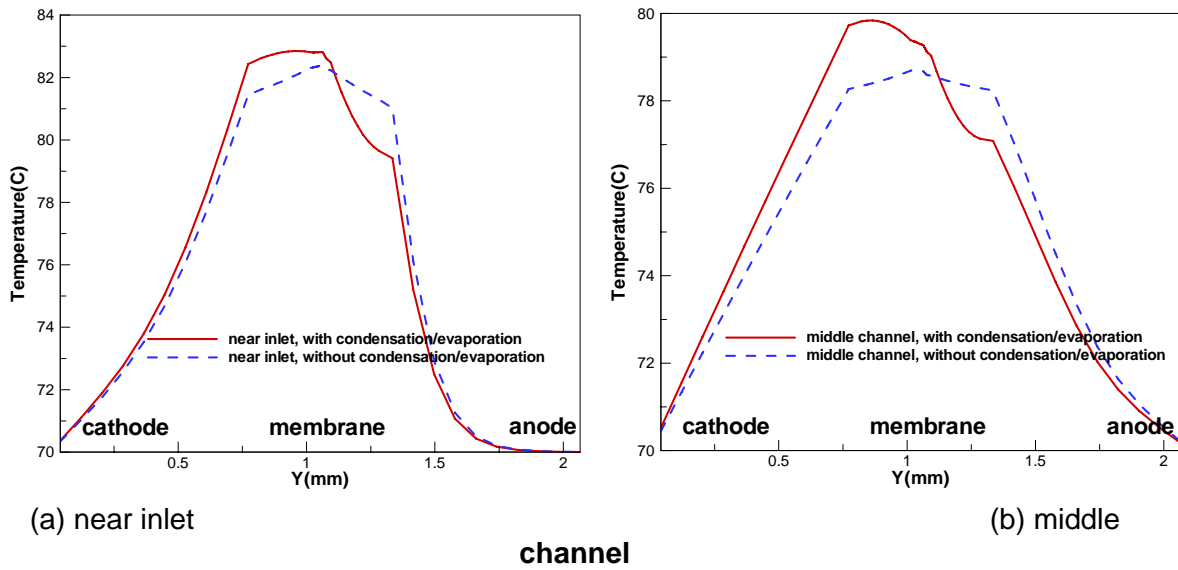 84
82
80
78
76
74
72
70
Temperature(C)
near inlet, with condensation/evaporation
near inlet, without condensation/evaporation
cathode membrane anode
0.5 1 1.5 2
Y(mm)
80
78
76
74
72
70
Temperature(C)
middle channel, with condensation/evaporation
middle channel, without condensation/evaporation
cathode membrane anode
0.5 1 1.5 2
Y(mm)
(a) near inlet (b) middle
channel